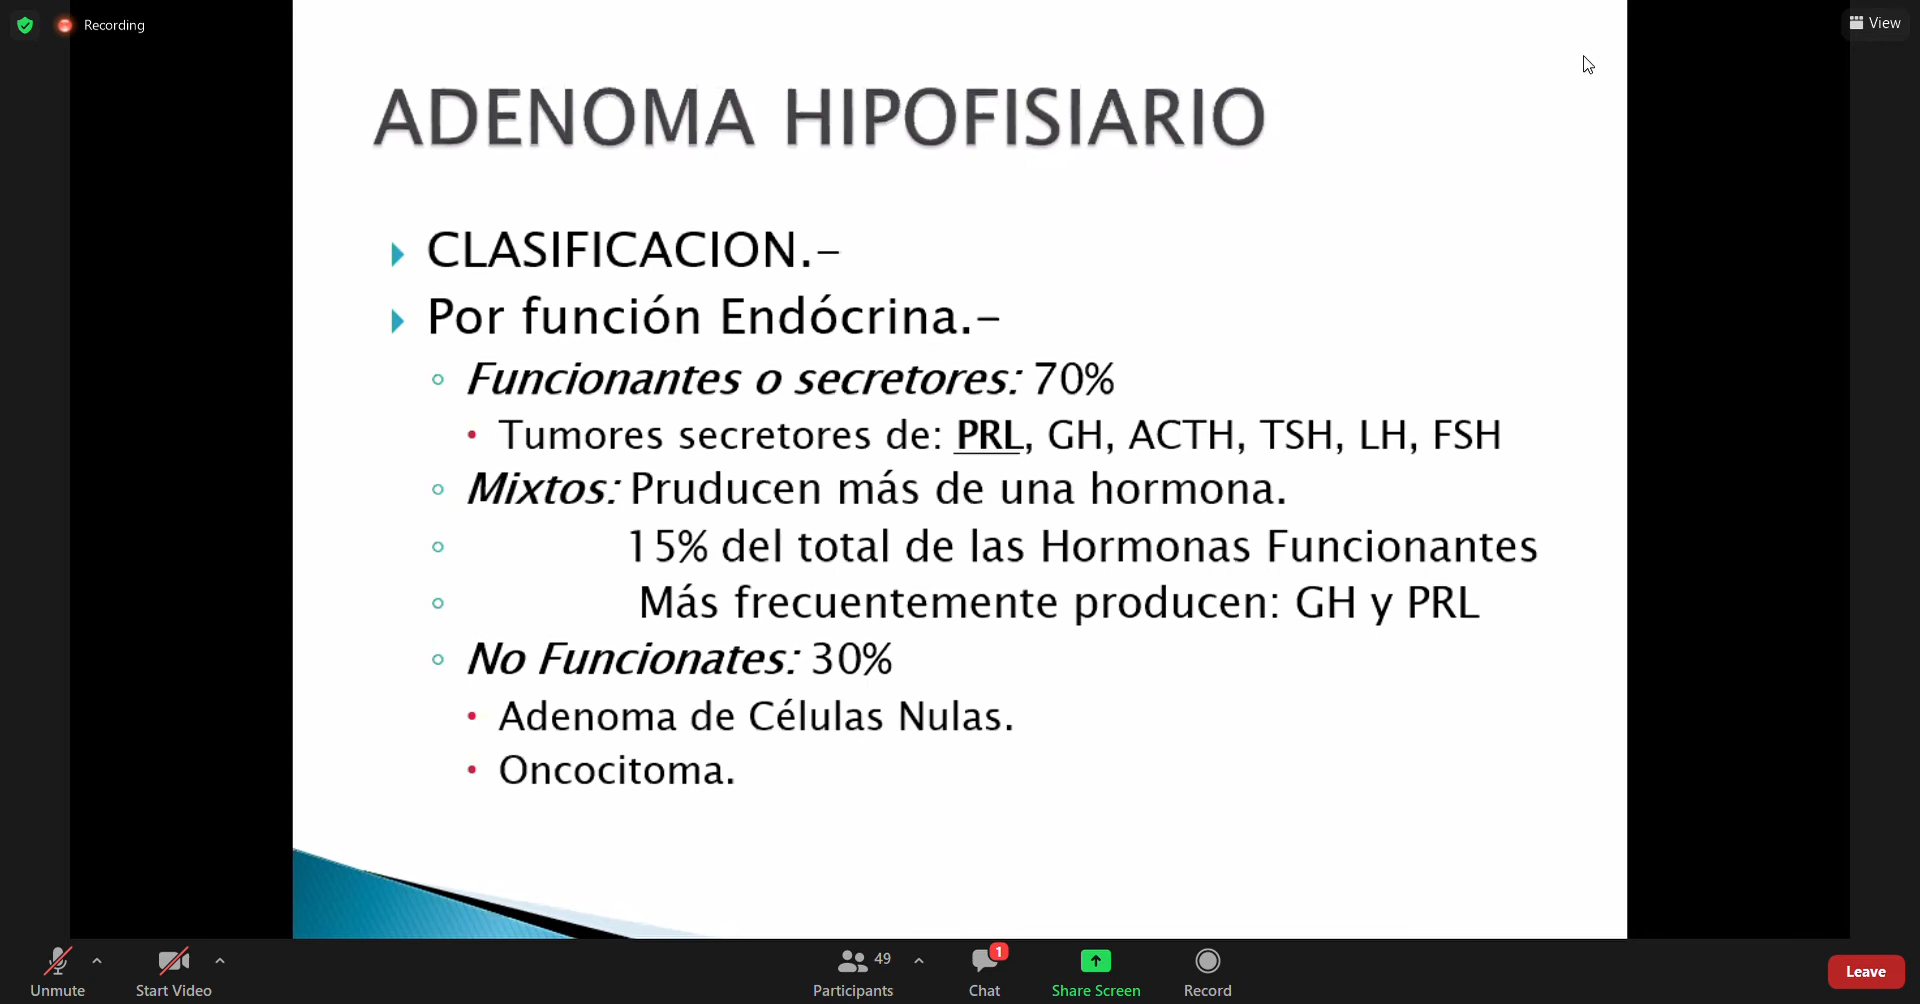 Recording
View
ADENOMA HIPOFISIARIO
CLASIFICACION.–
Por función Endócrina.–
Funcionantes o secretores: 70%
Tumores secretores de: PRL, GH, ACTH, TSH, LH, FSH
Mixtos: Pruducen más de una hormona.
15% del total de las Hormonas Funcionantes
Más frecuentemente producen: GH y PRL
No Funcionates: 30%
Adenoma de Células Nulas.
Oncocitoma.
49
1
Unmute
Start Video
Participants
Chat
Share Screen
Record
Leave